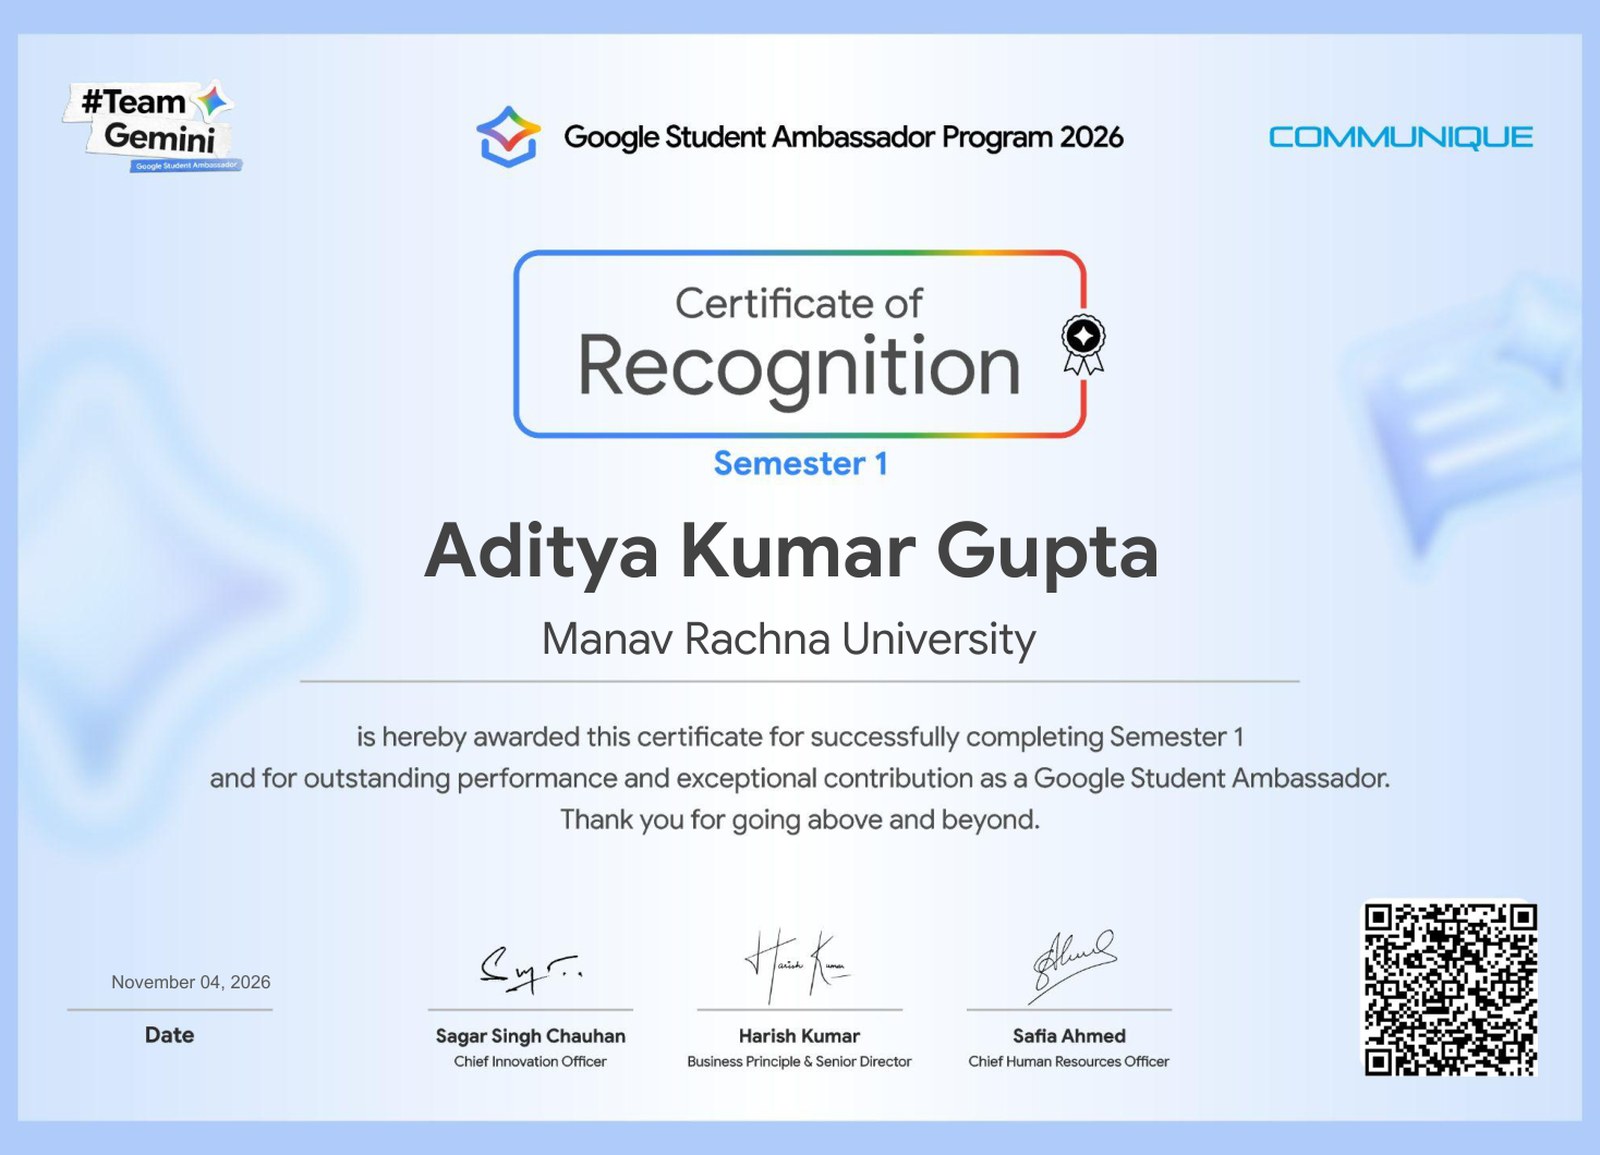 #Team
Gemini
Google Student Ambassador
Google Student Ambassador Program 2026
COMMUNIQUE
Certificate of
Recognition
Semester 1
Aditya Kumar Gupta
Manav Rachna University
is hereby awarded this certificate for successfully completing Semester 1
and for outstanding performance and exceptional contribution as a Google Student Ambassador.
Thank you for going above and beyond.
November 04, 2026
Date
Sagar Singh Chauhan
Chief Innovation Officer
Harish Kumar
Harish Kumar
Business Principle & Senior Director
Safia Ahmed
Chief Human Resources Officer